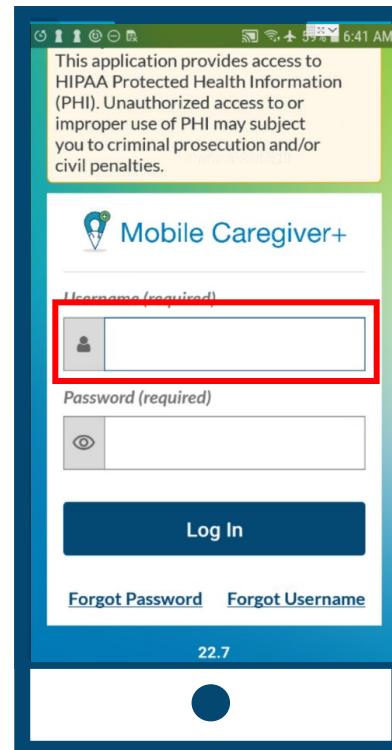 59% 6:41 AM
This application provides access to
HIPAA Protected Health Information
(PHI). Unauthorized access to or
improper use of PHI may subject
you to criminal prosecution and/or
civil penalties.
Mobile Caregiver+
Username (required)
Password (required)
Log In
Forgot Password Forgot Username
22.7